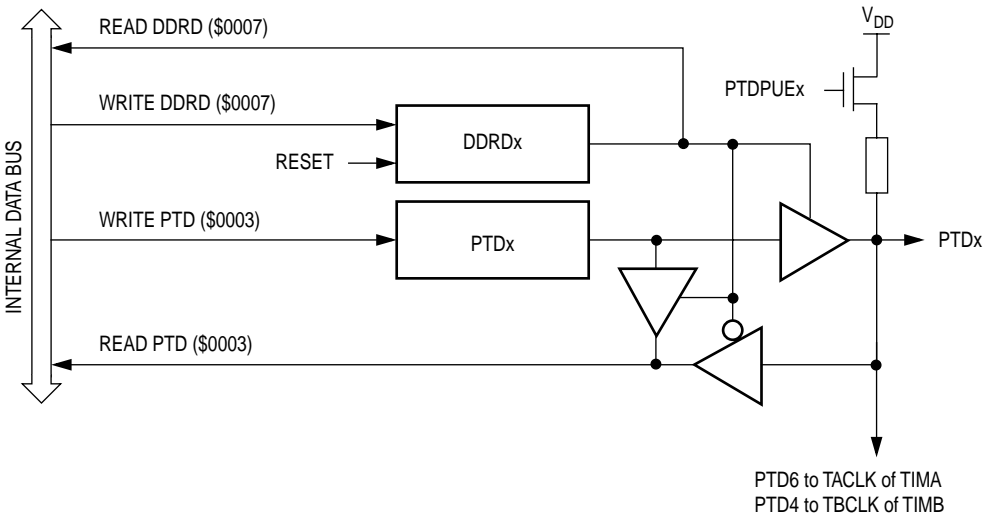 READ DDRD ($0007)
V_DD
WRITE DDRD ($0007)
PTDPUEx
DDRDx
RESET
INTERNAL DATA BUS
WRITE PTD ($0003)
PTDx
PTDx
READ PTD ($0003)
PTD6 to TACLK of TIMA
PTD4 to TBCLK of TIMB